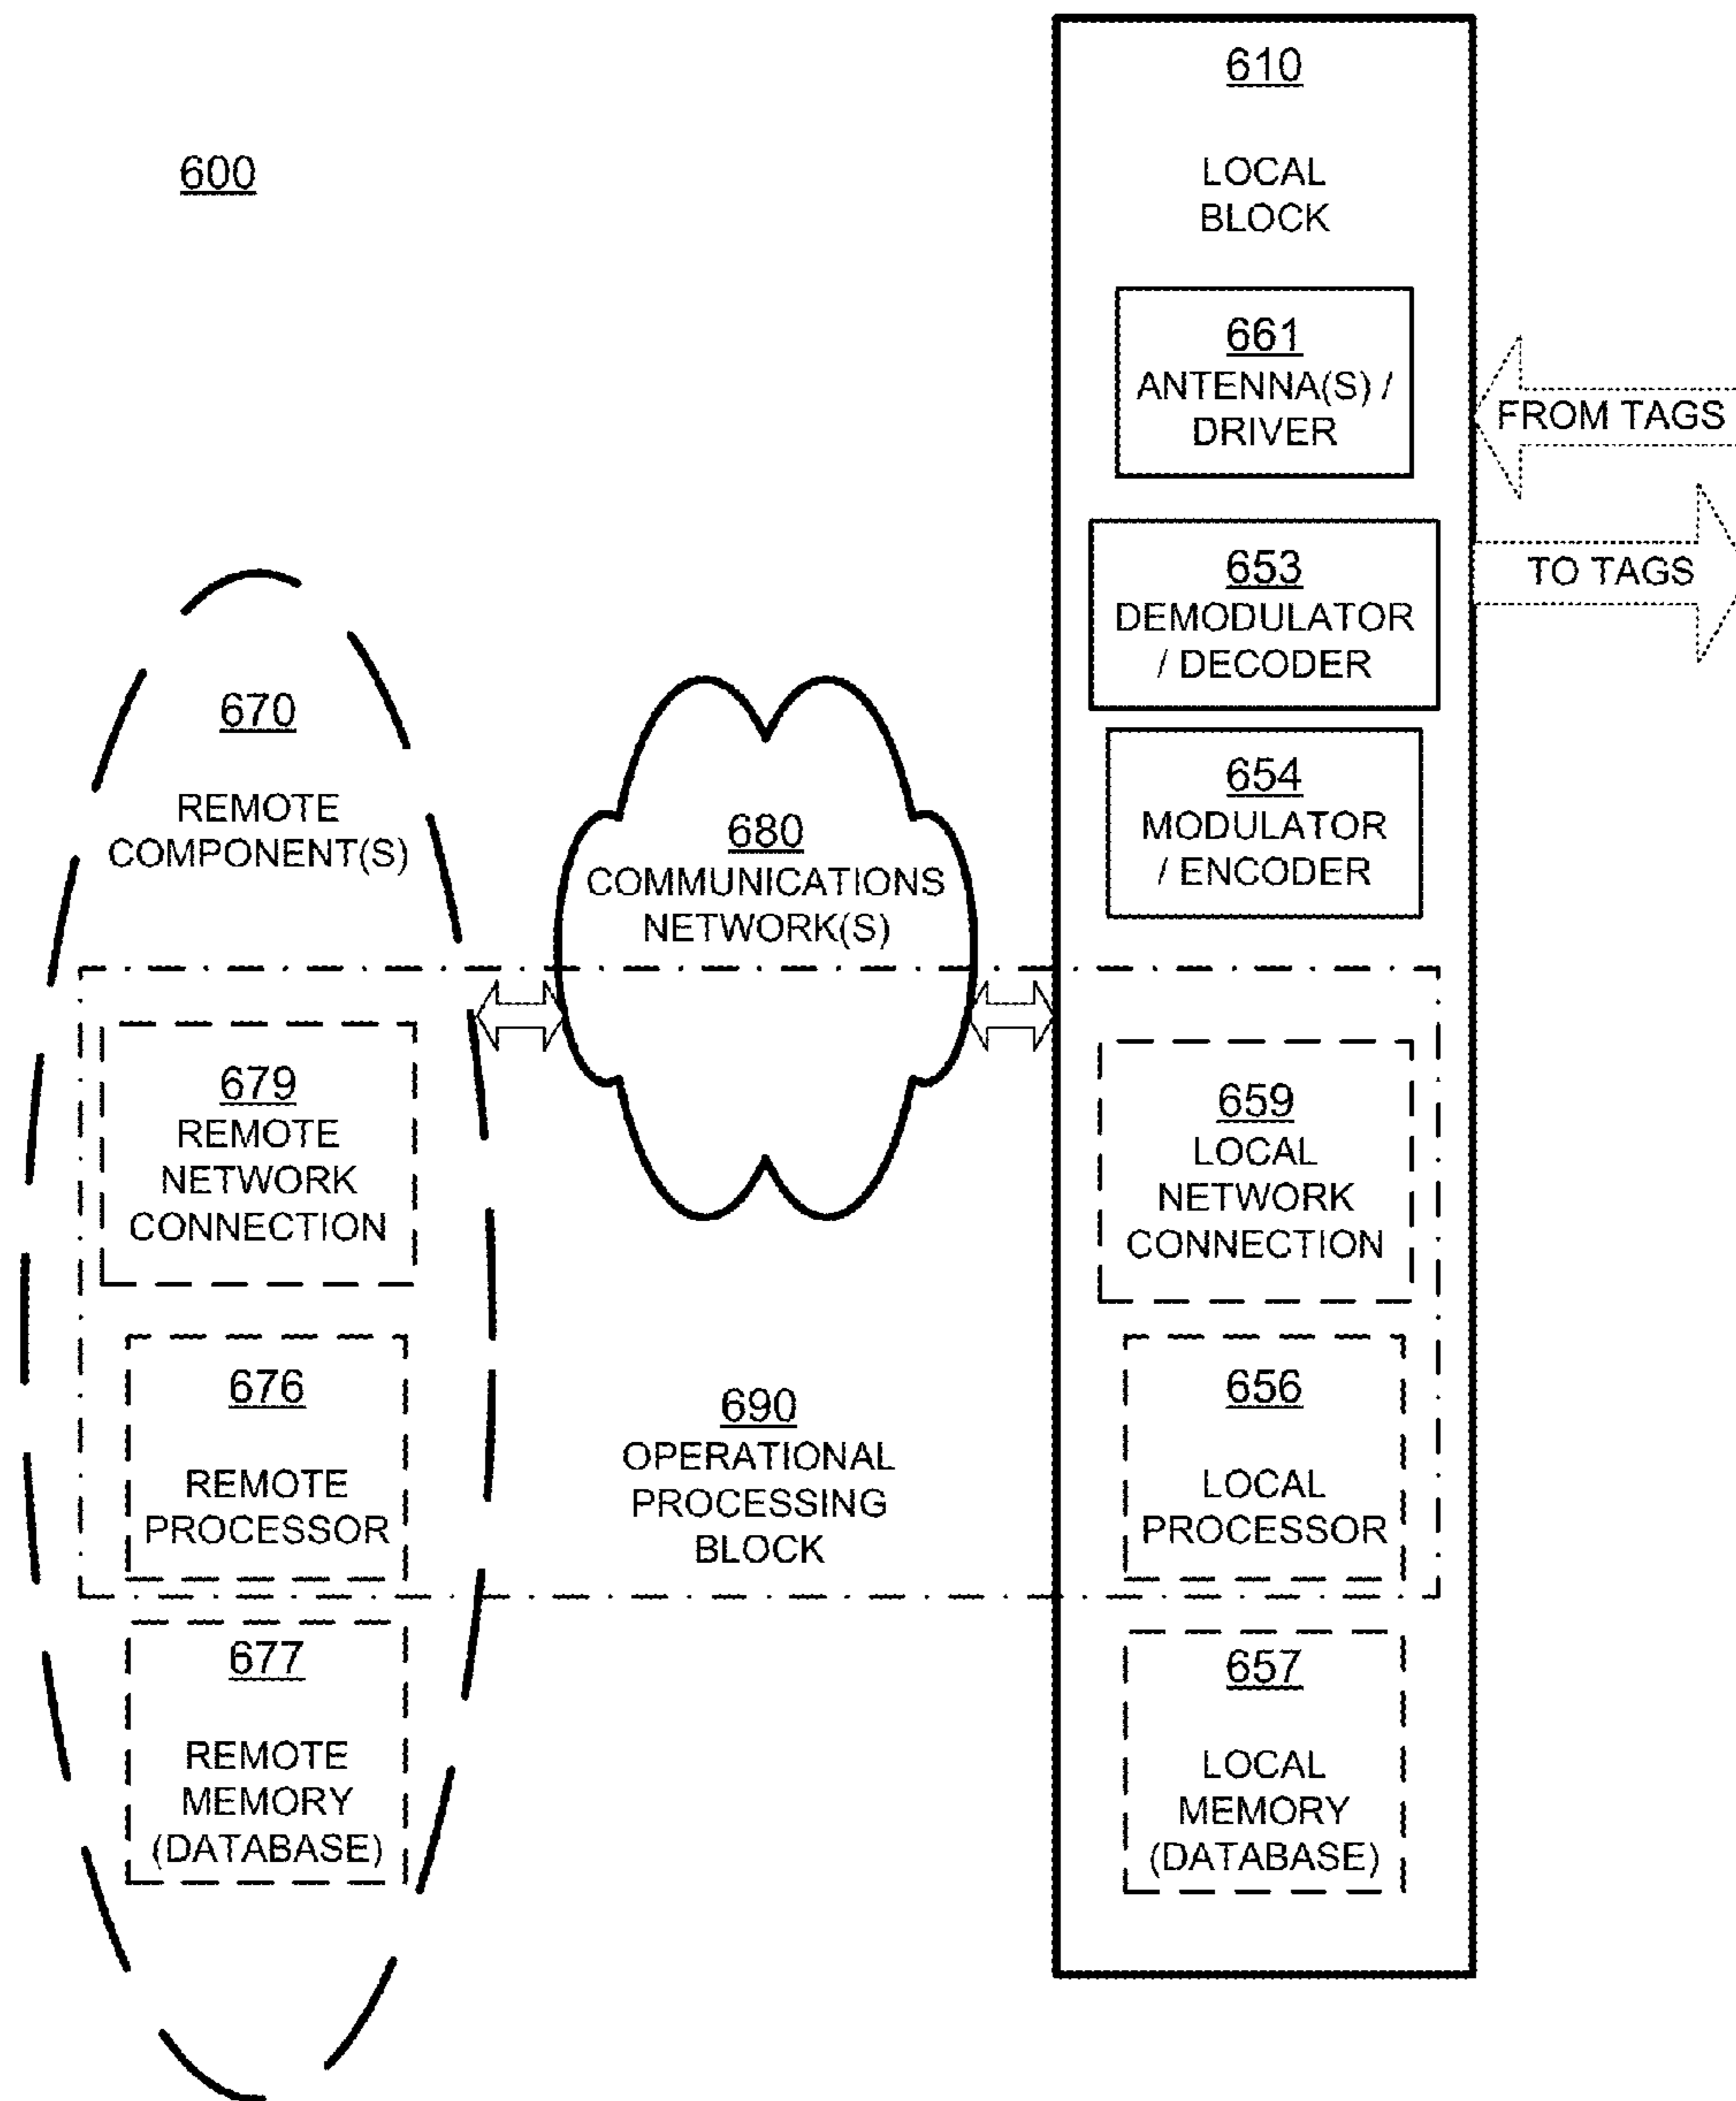 600
610
LOCAL
BLOCK
661
ANTENNA(S) /
DRIVER
FROM TAGS
653
DEMODULATOR
/ DECODER
TO TAGS
654
MODULATOR
/ ENCODER
670
REMOTE
COMPONENT(S)
680
COMMUNICATIONS
NETWORK(S)
679
REMOTE
NETWORK
CONNECTION
659
LOCAL
NETWORK
CONNECTION
676
REMOTE
PROCESSOR
690
OPERATIONAL
PROCESSING
BLOCK
656
LOCAL
PROCESSOR
677
REMOTE
MEMORY
(DATABASE)
657
LOCAL
MEMORY
(DATABASE)